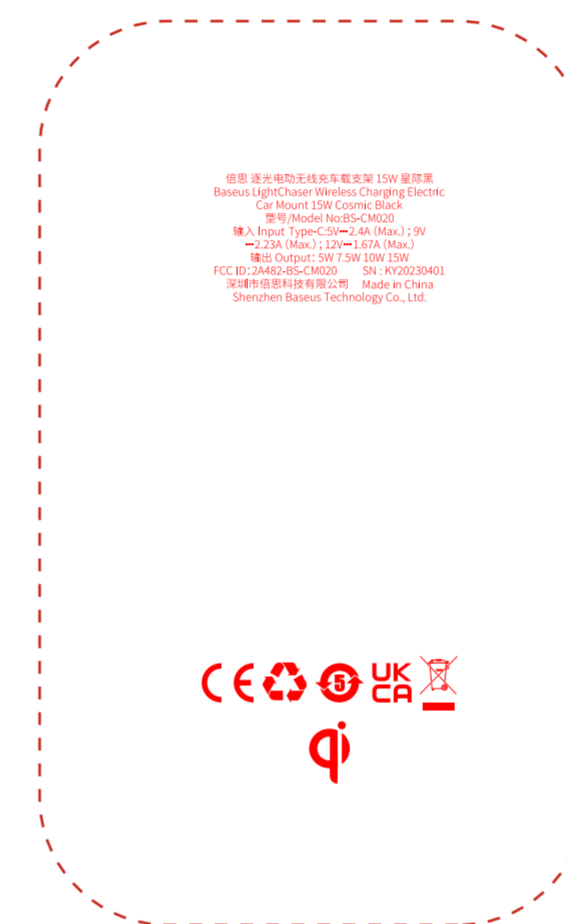 倍思 逐光电动无线充车载支架 15W 星际黑
Baseus LightChaser Wireless Charging Electric
Car Mount 15W Cosmic Black
型号/Model No:BS-CM020
输入 Input Type-C:5V⎓2.4A (Max.) ; 9V
⎓2.23A (Max.) ; 12V⎓1.67A (Max.)
输出 Output: 5W 7.5W 10W 15W
FCC ID: 2A482-BS-CM020 SN : KY20230401
深圳市倍思科技有限公司 Made in China
Shenzhen Baseus Technology Co., Ltd.
CE 5 UK
CA
qi